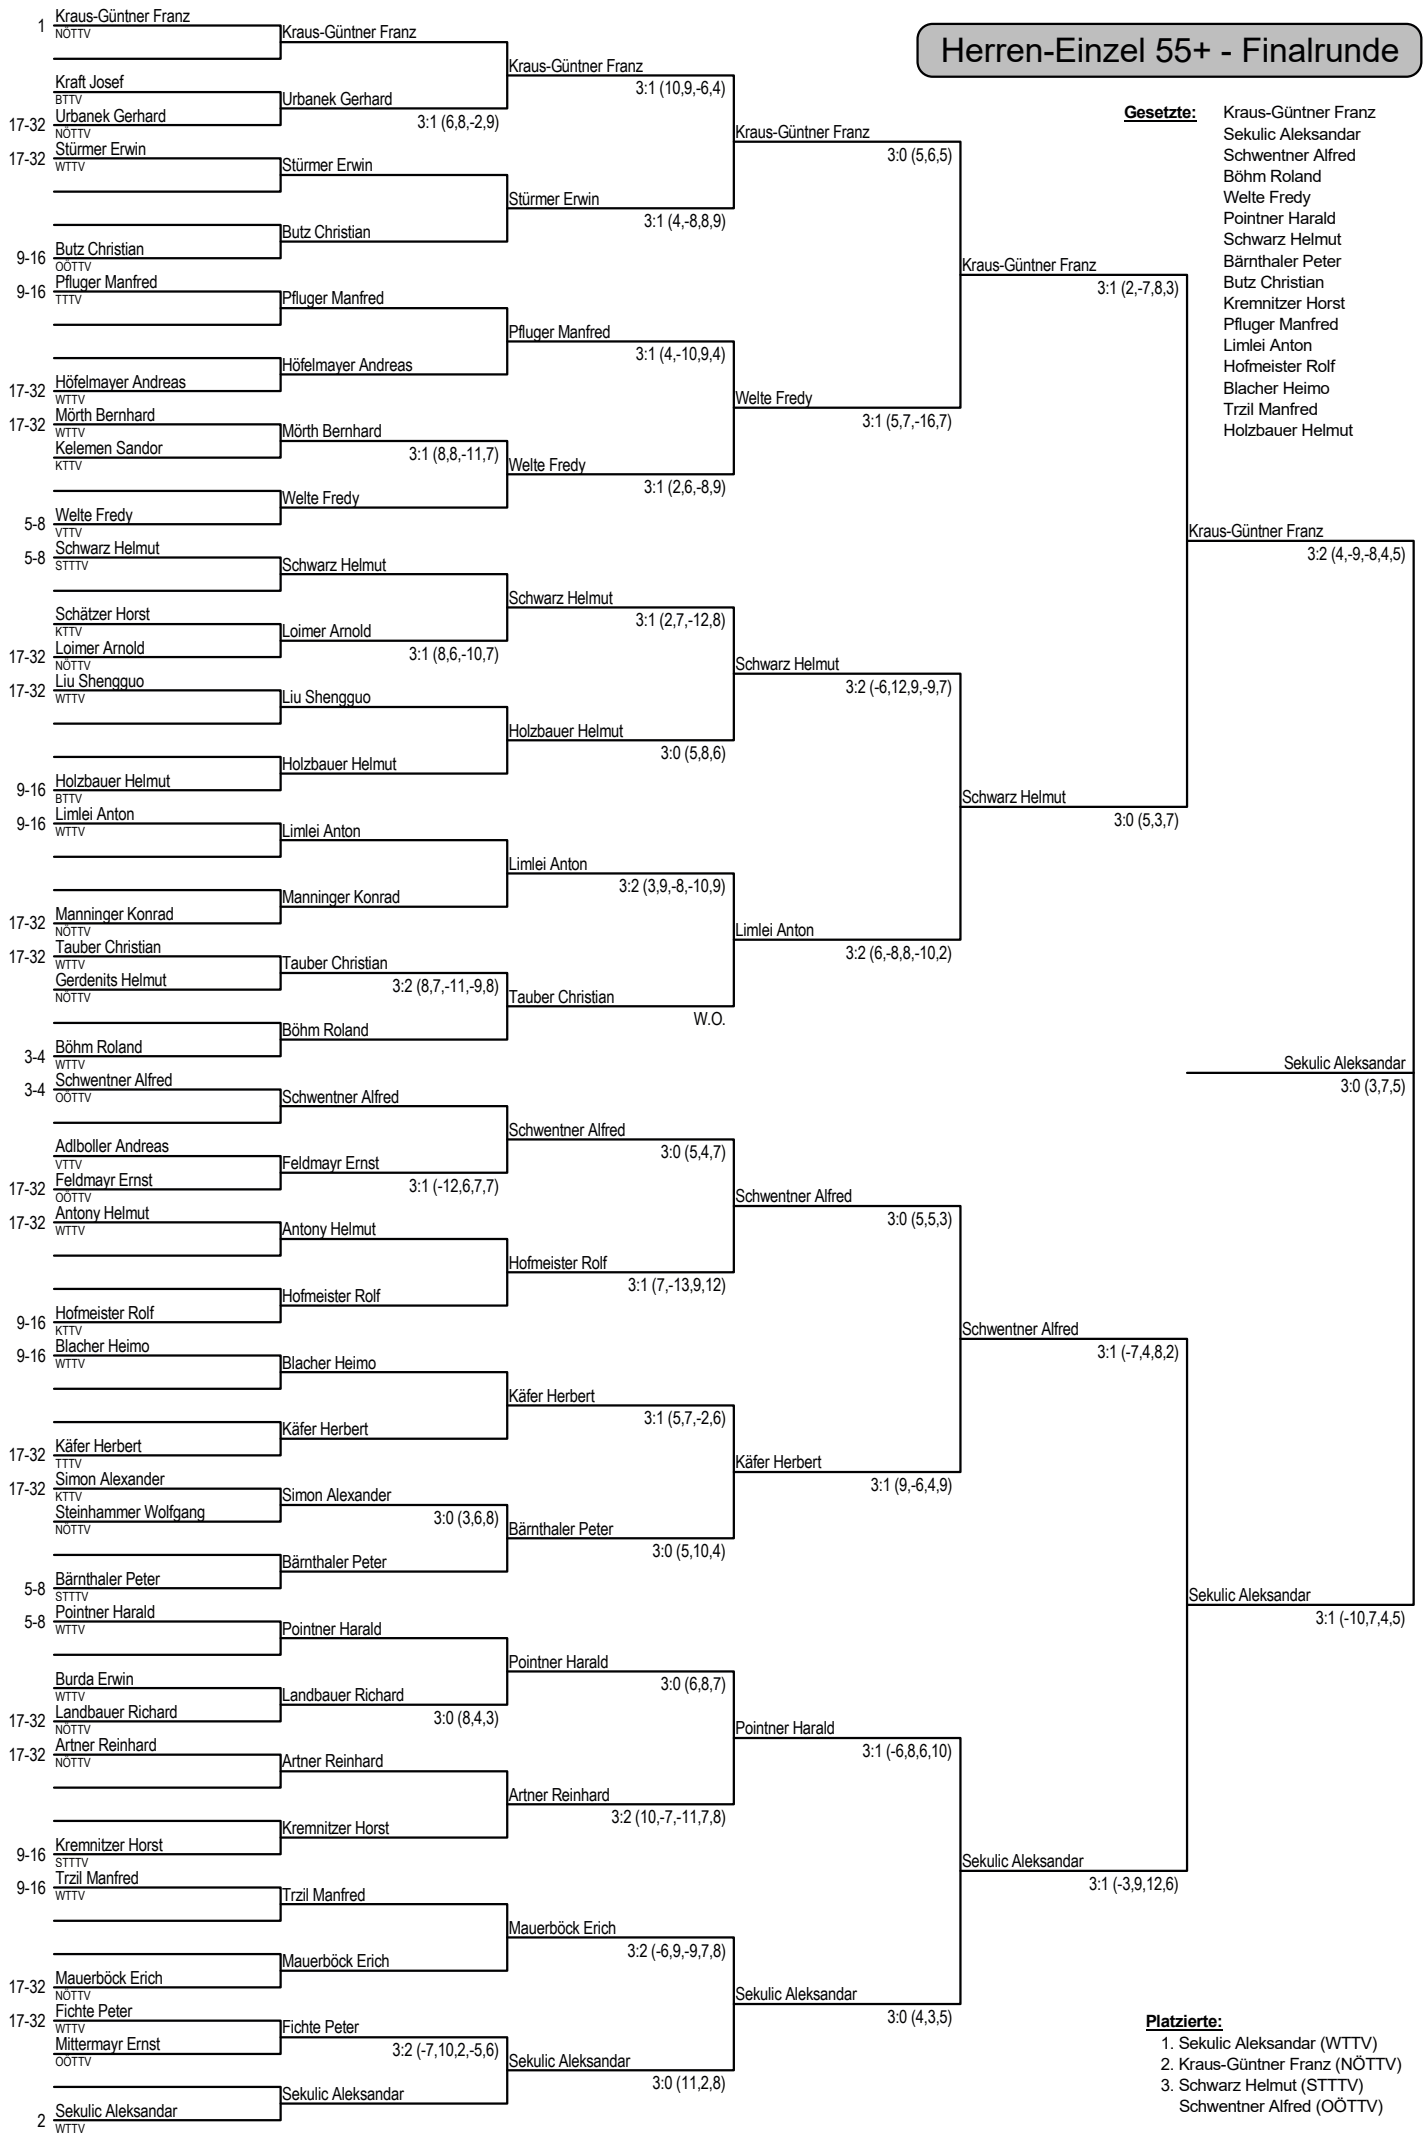 Herren-Einzel 55+ - Finalrunde
Gesetzte: Kraus-Güntner Franz
Sekulic Aleksandar
Schwentner Alfred
Böhm Roland
Welte Fredy
Pointner Harald
Schwarz Helmut
Bärnthaler Peter
Butz Christian
Kremnitzer Horst
Pfluger Manfred
Limlei Anton
Hofmeister Rolf
Blacher Heimo
Trzil Manfred
Holzbauer Helmut
1 Kraus-Güntner Franz
NÖTTV
Kraft Josef
BTTV
17-32 Urbanek Gerhard
NÖTTV
17-32 Stürmer Erwin
WTTV
9-16 Butz Christian
OÖTTV
9-16 Pfluger Manfred
TTTV
17-32 Höfelmayer Andreas
WTTV
17-32 Mörth Bernhard
WTTV
Kelemen Sandor
KTTV
5-8 Welte Fredy
VTTV
5-8 Schwarz Helmut
STTTV
Schätzer Horst
KTTV
17-32 Loimer Arnold
NÖTTV
17-32 Liu Shengguo
WTTV
9-16 Holzbauer Helmut
BTTV
9-16 Limlei Anton
WTTV
17-32 Manninger Konrad
NÖTTV
17-32 Tauber Christian
WTTV
Gerdenits Helmut
NÖTTV
3-4 Böhm Roland
WTTV
3-4 Schwentner Alfred
OÖTTV
Adlboller Andreas
VTTV
17-32 Feldmayr Ernst
OÖTTV
17-32 Antony Helmut
WTTV
9-16 Hofmeister Rolf
KTTV
9-16 Blacher Heimo
WTTV
17-32 Käfer Herbert
TTTV
17-32 Simon Alexander
KTTV
Steinhammer Wolfgang
NÖTTV
5-8 Bärnthaler Peter
STTTV
5-8 Pointner Harald
WTTV
Burda Erwin
WTTV
17-32 Landbauer Richard
NÖTTV
17-32 Artner Reinhard
NÖTTV
9-16 Kremnitzer Horst
STTTV
9-16 Trzil Manfred
WTTV
17-32 Mauerböck Erich
NÖTTV
17-32 Fichte Peter
WTTV
Mittermayr Ernst
OÖTTV
2 Sekulic Aleksandar
WTTV
Kraus-Güntner Franz
Urbanek Gerhard
3:1 (6,8,-2,9)
Stürmer Erwin
Butz Christian
Pfluger Manfred
Höfelmayer Andreas
Mörth Bernhard
3:1 (8,8,-11,7)
Welte Fredy
Schwarz Helmut
Loimer Arnold
3:1 (8,6,-10,7)
Liu Shengguo
Holzbauer Helmut
Limlei Anton
Manninger Konrad
Tauber Christian
3:2 (8,7,-11,-9,8)
Böhm Roland
Schwentner Alfred
Feldmayr Ernst
3:1 (-12,6,7,7)
Antony Helmut
Hofmeister Rolf
Blacher Heimo
Käfer Herbert
Simon Alexander
3:0 (3,6,8)
Bärnthaler Peter
Pointner Harald
Landbauer Richard
3:0 (8,4,3)
Artner Reinhard
Kremnitzer Horst
Trzil Manfred
Mauerböck Erich
Fichte Peter
3:2 (-7,10,2,-5,6)
Sekulic Aleksandar
Kraus-Güntner Franz
3:1 (10,9,-6,4)
Stürmer Erwin
3:1 (4,-8,8,9)
Pfluger Manfred
3:1 (4,-10,9,4)
Welte Fredy
3:1 (2,6,-8,9)
Schwarz Helmut
3:1 (2,7,-12,8)
Holzbauer Helmut
3:0 (5,8,6)
Limlei Anton
3:2 (3,9,-8,-10,9)
Tauber Christian
W.O.
Schwentner Alfred
3:0 (5,4,7)
Hofmeister Rolf
3:1 (7,-13,9,12)
Käfer Herbert
3:1 (5,7,-2,6)
Bärnthaler Peter
3:0 (5,10,4)
Pointner Harald
3:0 (6,8,7)
Artner Reinhard
3:2 (10,-7,-11,7,8)
Mauerböck Erich
3:2 (-6,9,-9,7,8)
Sekulic Aleksandar
3:0 (11,2,8)
Kraus-Güntner Franz
3:0 (5,6,5)
Welte Fredy
3:1 (5,7,-16,7)
Schwarz Helmut
3:2 (-6,12,9,-9,7)
Limlei Anton
3:2 (6,-8,8,-10,2)
Schwentner Alfred
3:0 (5,5,3)
Käfer Herbert
3:1 (9,-6,4,9)
Pointner Harald
3:1 (-6,8,6,10)
Sekulic Aleksandar
3:0 (4,3,5)
Kraus-Güntner Franz
3:1 (2,-7,8,3)
Schwarz Helmut
3:0 (5,3,7)
Schwentner Alfred
3:1 (-7,4,8,2)
Sekulic Aleksandar
3:1 (-3,9,12,6)
Kraus-Güntner Franz
3:2 (4,-9,-8,4,5)
Sekulic Aleksandar
3:1 (-10,7,4,5)
Sekulic Aleksandar
3:0 (3,7,5)
Platzierte:
1. Sekulic Aleksandar (WTTV)
2. Kraus-Güntner Franz (NÖTTV)
3. Schwarz Helmut (STTTV)
Schwentner Alfred (OÖTTV)